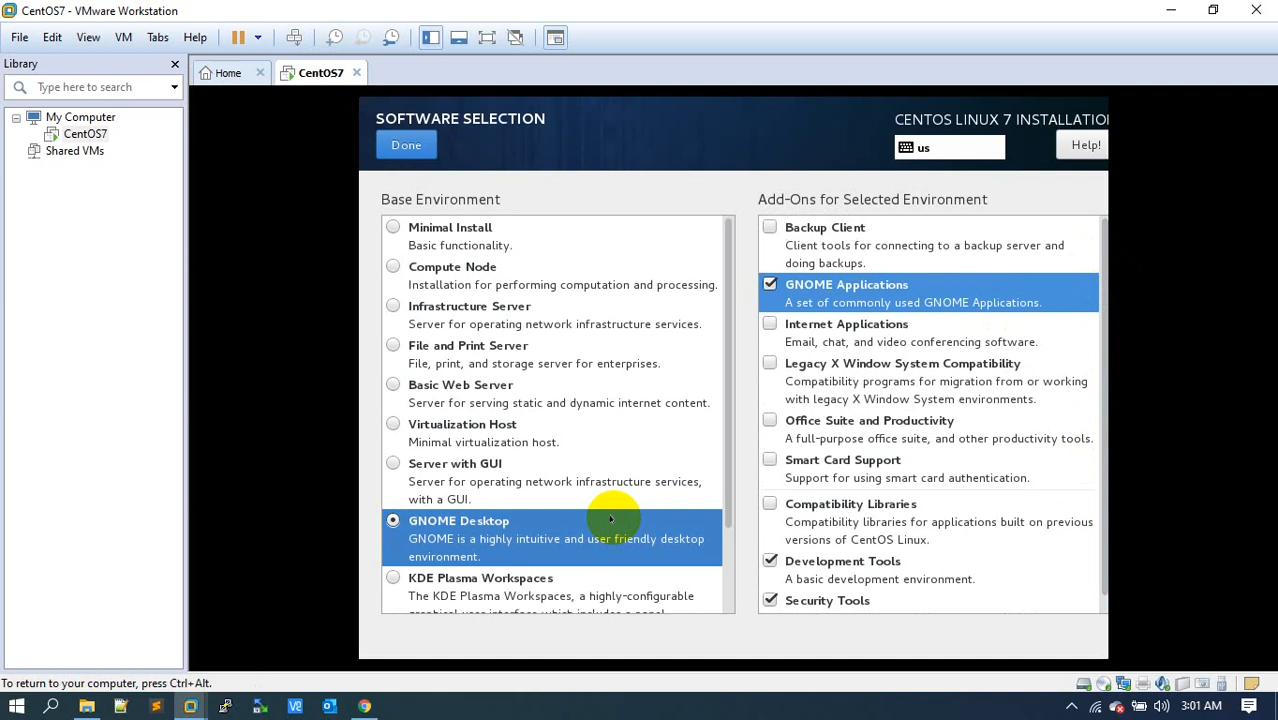 CentOS7 - VMware Workstation
File Edit View VM Tabs Help
Library
Type here to search
My Computer
CentOS7
Shared VMs
Home
CentOS7
SOFTWARE SELECTION
Done
CENTOS LINUX 7 INSTALLATIO
us
Help!
Base Environment
Minimal Install
Basic functionality.
Compute Node
Installation for performing computation and processing.
Infrastructure Server
Server for operating network infrastructure services.
File and Print Server
File, print, and storage server for enterprises.
Basic Web Server
Server for serving static and dynamic internet content.
Virtualization Host
Minimal virtualization host.
Server with GUI
Server for operating network infrastructure services,
with a GUI.
GNOME Desktop
GNOME is a highly intuitive and user friendly desktop
environment.
KDE Plasma Workspaces
The KDE Plasma Workspaces, a highly-configurable
graphical user interface which includes a panel,
Add-Ons for Selected Environment
Backup Client
Client tools for connecting to a backup server and
doing backups.
GNOME Applications
A set of commonly used GNOME Applications.
Internet Applications
Email, chat, and video conferencing software.
Legacy X Window System Compatibility
Compatibility programs for migration from or working
with legacy X Window System environments.
Office Suite and Productivity
A full-purpose office suite, and other productivity tools.
Smart Card Support
Support for using smart card authentication.
Compatibility Libraries
Compatibility libraries for applications built on previous
versions of CentOS Linux.
Development Tools
A basic development environment.
Security Tools
To return to your computer, press Ctrl+Alt.
3:01 AM